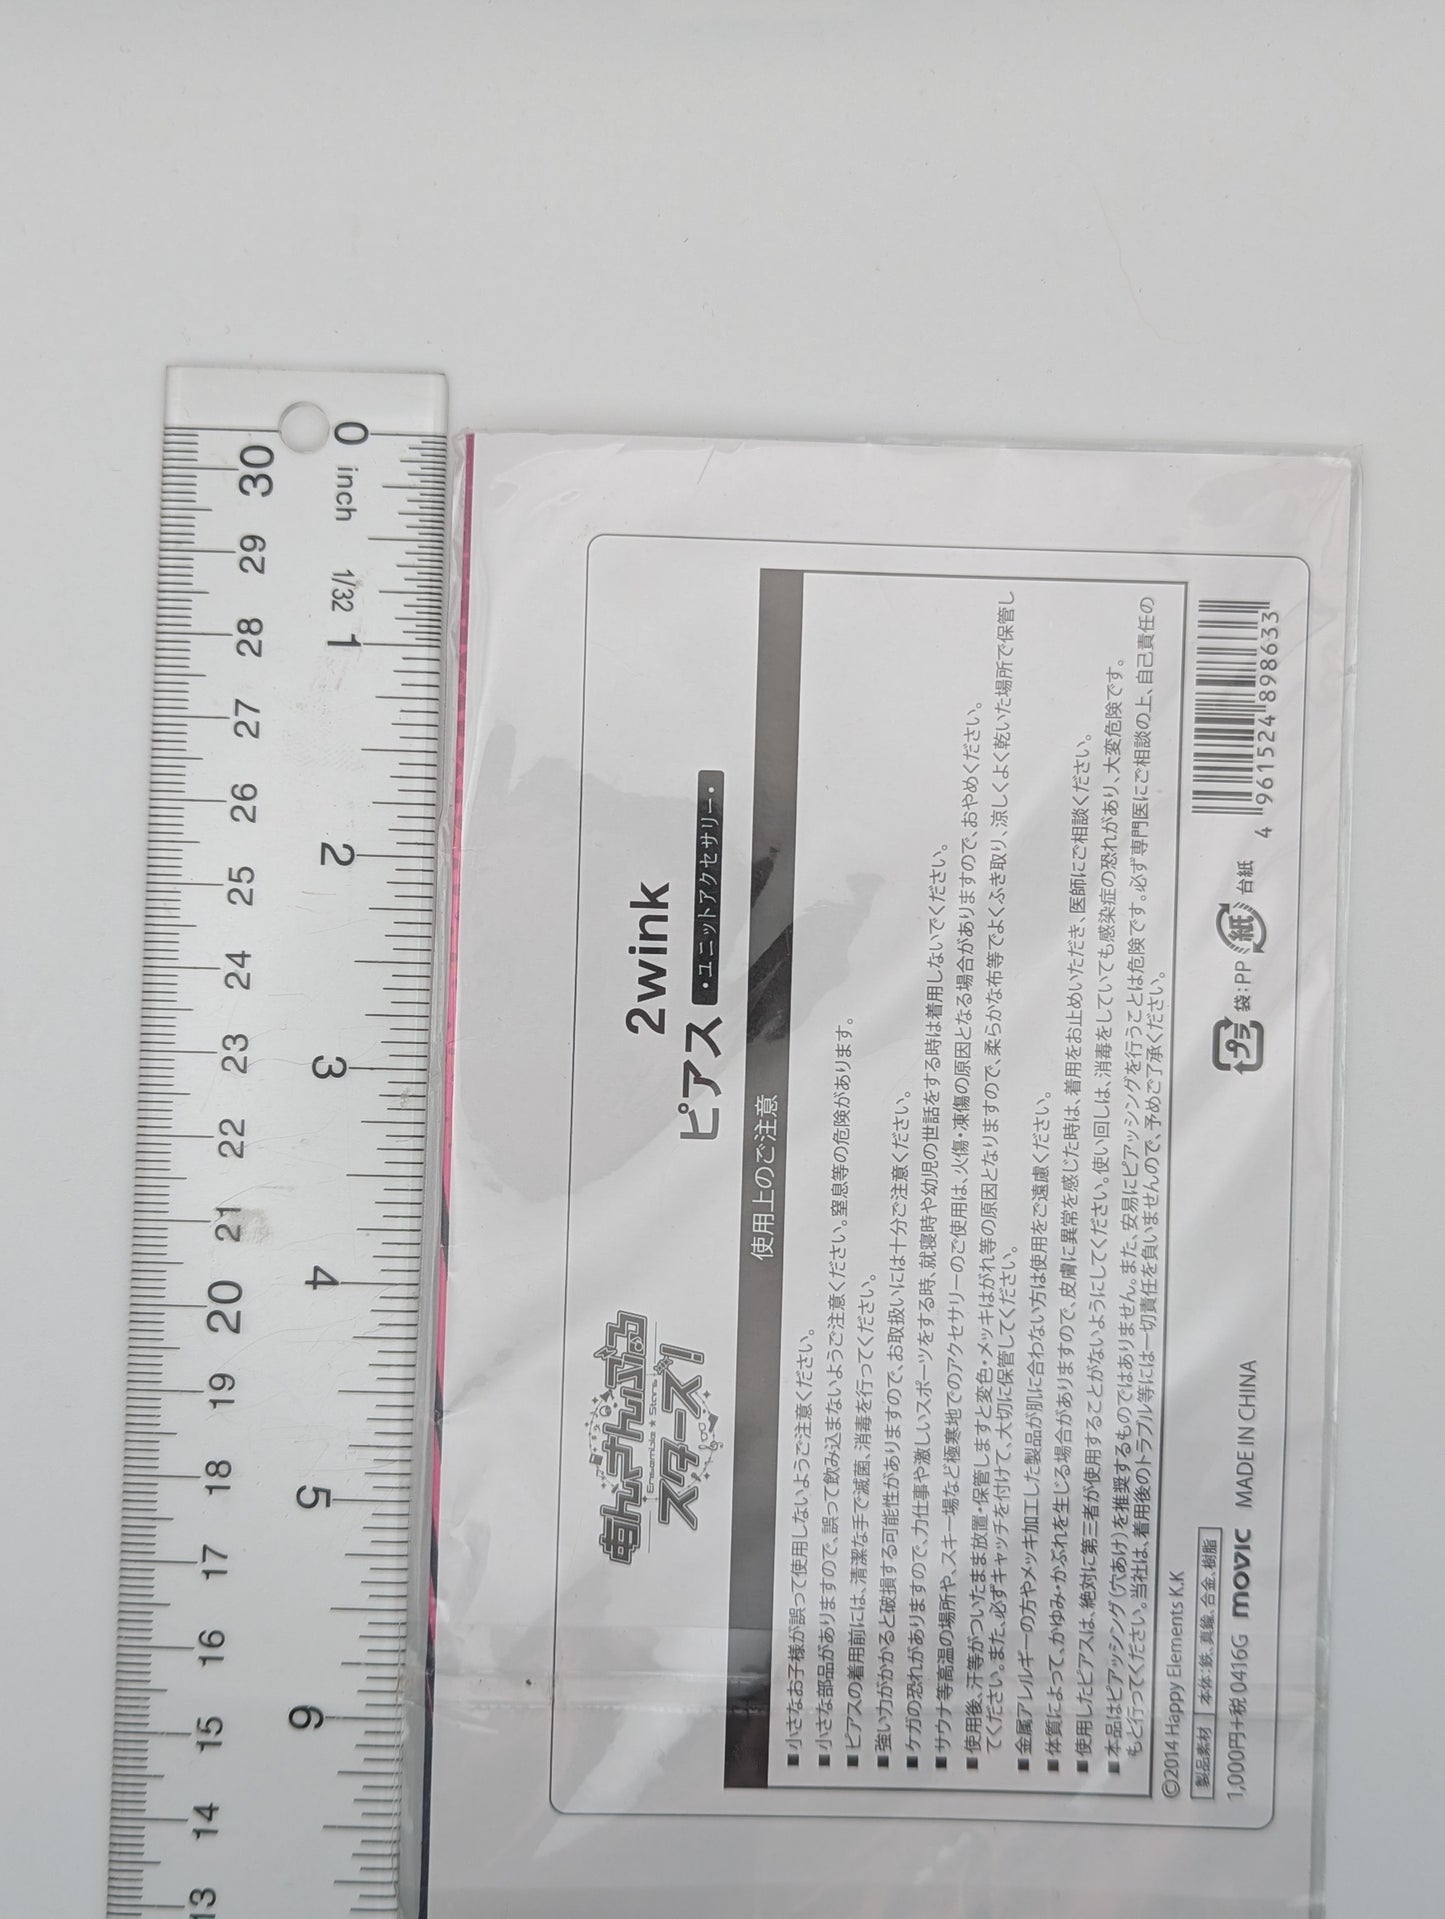 あんさんぶる
Ensemble★Stars
スターズ!
2wink
ピアス
・ユニットアクセサリー・
使用上のご注意
■小さなお子様が誤って使用しないようご注意ください。
■小さな部品がありますので、誤って飲み込まないようご注意ください。窒息等の危険があります。
■ピアスの着用前には、清潔な手で滅菌、消毒を行ってください。
■強い力がかかると破損する可能性がありますので、お取扱いには十分ご注意ください。
■ケガの恐れがありますので、力仕事や激しいスポーツをする時、就寝時や幼児の世話をする時は着用しないでください。
■サウナ等高温の場所や、スキー場など極寒地でのアクセサリーのご使用は、火傷・凍傷の原因となる場合がありますので、おやめください。
■使用後、汗等がついたまま放置・保管しますと変色・メッキはがれ等の原因となりますので、柔らかな布等でよくふき取り、涼しくよく乾いた場所で保管し
てください。また、必ずキャッチを付けて、大切に保管してください。
■金属アレルギーの方やメッキ加工した製品が肌に合わない方は使用をご遠慮ください。
■体質によって、かゆみ・かぶれを生じる場合がありますので、皮膚に異常を感じた時は、着用をお止めいただき、医師にご相談ください。
■使用したピアスは、絶対に第三者が使用することがないようにしてください。使い回しは、消毒をしていても感染症の恐れがあり、大変危険です。
■本品はピアッシング(穴あけ)を推奨するものではありません。また、安易にピアッシングを行うことは危険です。必ず専門医にご相談の上、自己責任の
もと行ってください。当社は、着用後のトラブル等には一切責任を負いませんので、予めご了承ください。
©2014 Happy Elements K.K
製品素材 本体:鉄、真鍮、合金、樹脂
1,000円+税 0416G movic MADE IN CHINA
プラ 袋:PP 紙 台紙
4 961524 898633
0 1 2 3 4 5 6
inch 1/32
30 29 28 27 26 25 24 23 22 21 20 19 18 17 16 15 14 13